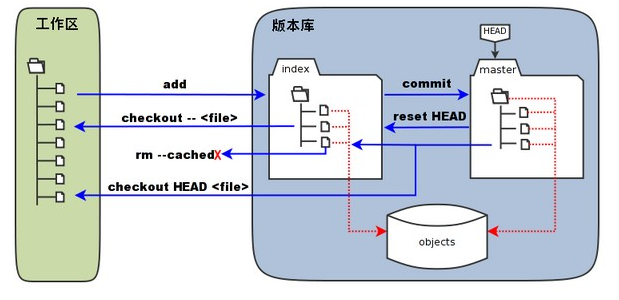 工作区
版本库
HEAD
index
master
add
commit
checkout -- <file>
reset HEAD
rm --cachedX
checkout HEAD <file>
objects